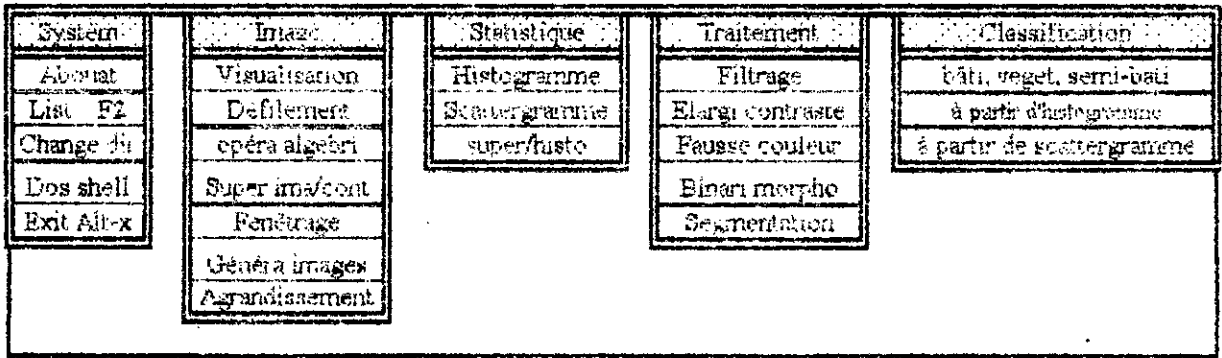 System
Abouat
List F2
Change dir
Dos shell
Exit Alt-x
Image
Visualisation
Défilement
opéra algébri
Super ima/cont
Fenêtrage
Généra images
Agrandissement
Statistique
Histogramme
Scattergramme
super/histo
Traitement
Filtrage
Elargi contraste
Fausse couleur
Binari morpho
Segmentation
Classification
bâti, veget, semi-bati
à partir d'histogramme
à partir de scattergramme